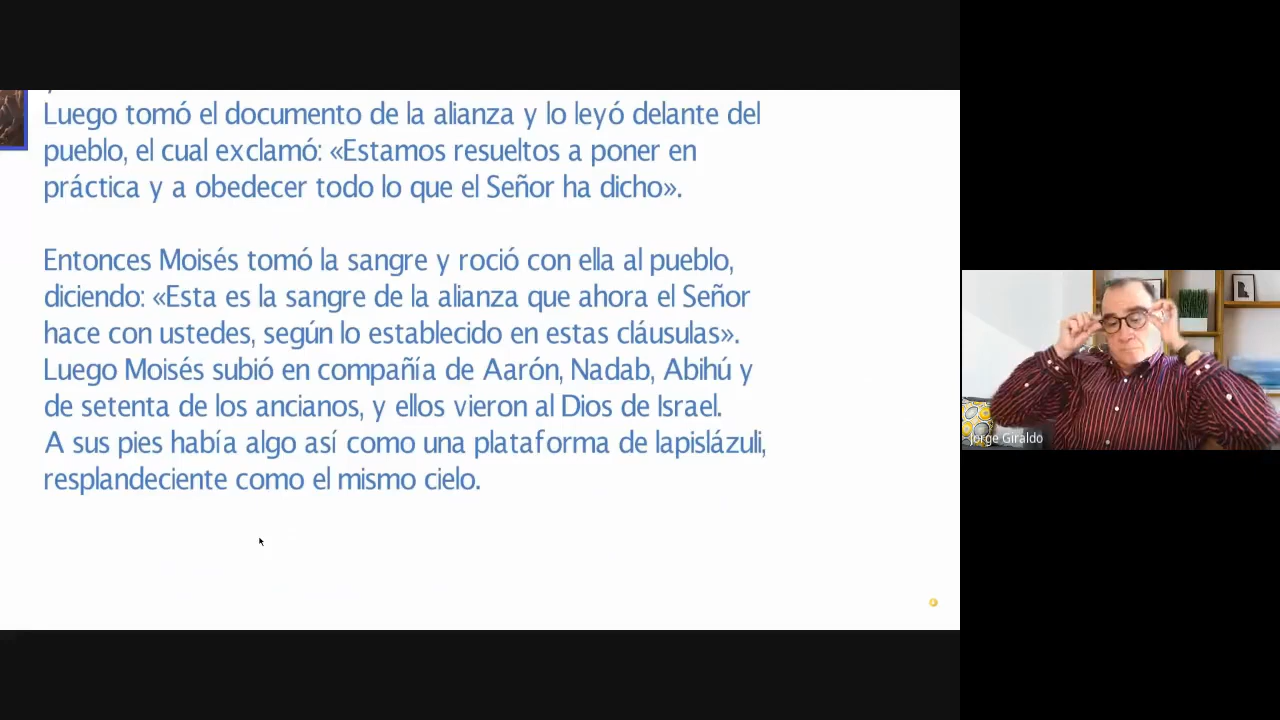 Luego tomó el documento de la alianza y lo leyó delante del
pueblo, el cual exclamó: «Estamos resueltos a poner en
práctica y a obedecer todo lo que el Señor ha dicho».
Entonces Moisés tomó la sangre y roció con ella al pueblo,
diciendo: «Esta es la sangre de la alianza que ahora el Señor
hace con ustedes, según lo establecido en estas cláusulas».
Luego Moisés subió en compañía de Aarón, Nadab, Abihú y
de setenta de los ancianos, y ellos vieron al Dios de Israel.
A sus pies había algo así como una plataforma de lapislázuli,
resplandeciente como el mismo cielo.
Jorge Giraldo